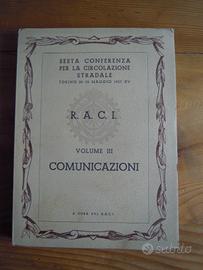 SESTA CONFERENZA
PER LA CIRCOLAZIONE
STRADALE
R.A.C.I.
VOLUME III
COMUNICAZIONI
A CURA DEL R.A.C.I.
subito